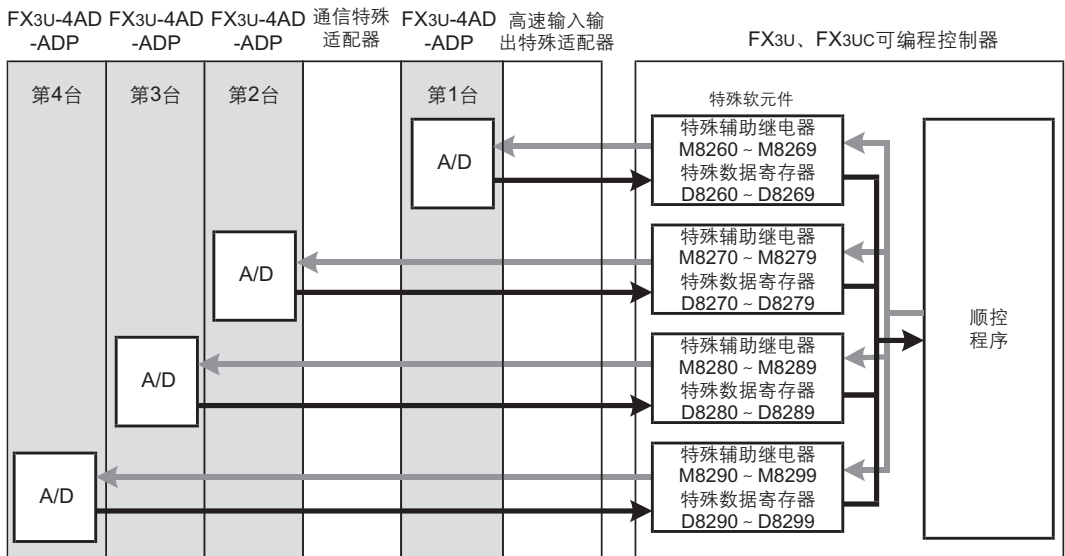 FX3U-4AD
-ADP
FX3U-4AD
-ADP
FX3U-4AD
-ADP
通信特殊
适配器
FX3U-4AD
-ADP
高速输入输
出特殊适配器
FX3U、FX3UC可编程控制器
第4台
第3台
第2台
第1台
特殊软元件
A/D
特殊辅助继电器
M8260 ~ M8269
特殊数据寄存器
D8260 ~ D8269
A/D
特殊辅助继电器
M8270 ~ M8279
特殊数据寄存器
D8270 ~ D8279
A/D
特殊辅助继电器
M8280 ~ M8289
特殊数据寄存器
D8280 ~ D8289
A/D
特殊辅助继电器
M8290 ~ M8299
特殊数据寄存器
D8290 ~ D8299
顺控
程序